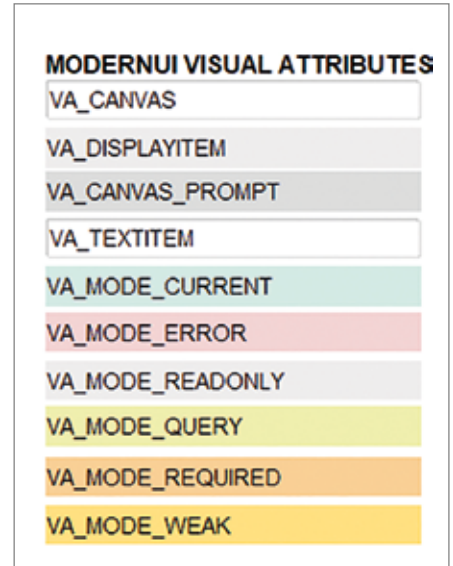 MODERNUI VISUAL ATTRIBUTES
VA_CANVAS
VA_DISPLAYITEM
VA_CANVAS_PROMPT
VA_TEXTITEM
VA_MODE_CURRENT
VA_MODE_ERROR
VA_MODE_READONLY
VA_MODE_QUERY
VA_MODE_REQUIRED
VA_MODE_WEAK